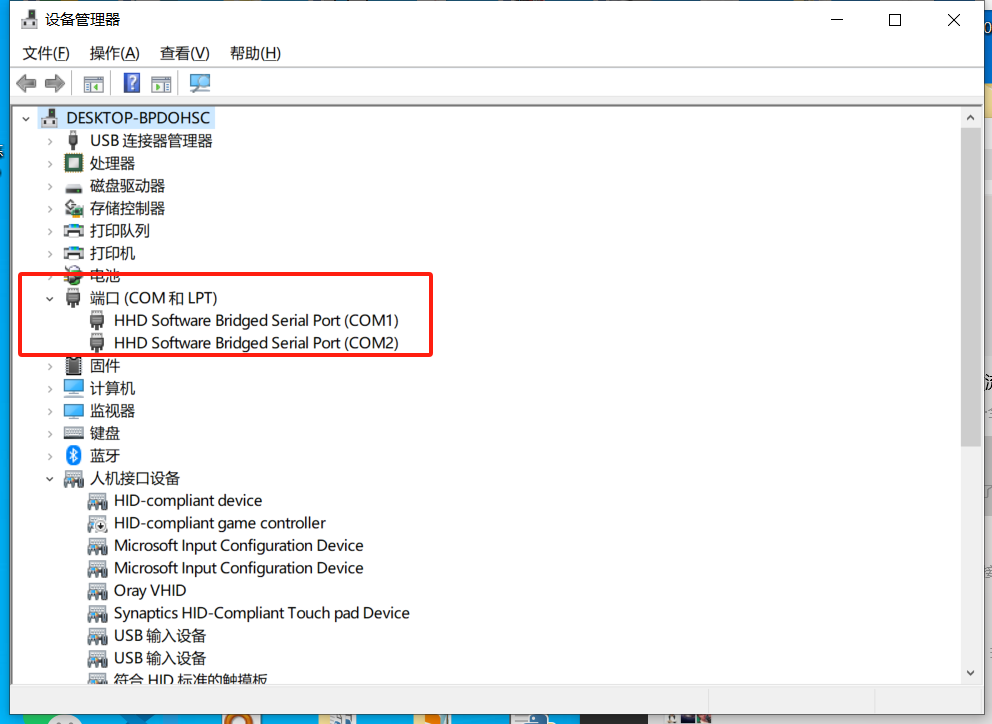 设备管理器
文件(F) 操作(A) 查看(V) 帮助(H)
DESKTOP-BPDOHSC
USB 连接器管理器
处理器
磁盘驱动器
存储控制器
打印队列
打印机
电池
端口 (COM 和 LPT)
HHD Software Bridged Serial Port (COM1)
HHD Software Bridged Serial Port (COM2)
固件
计算机
监视器
键盘
蓝牙
人机接口设备
HID-compliant device
HID-compliant game controller
Microsoft Input Configuration Device
Microsoft Input Configuration Device
Oray VHID
Synaptics HID-Compliant Touch pad Device
USB 输入设备
USB 输入设备
符合 HID 标准的触摸板